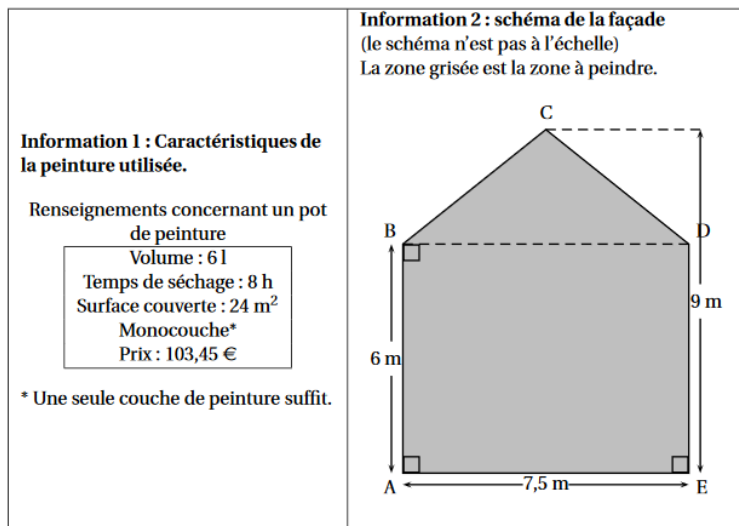 Information 1 : Caractéristiques de
la peinture utilisée.
Renseignements concernant un pot
de peinture
Volume : 6 l
Temps de séchage : 8 h
Surface couverte : 24 m²
Monocouche*
Prix : 103,45 €
* Une seule couche de peinture suffit.
Information 2 : schéma de la façade
(le schéma n'est pas à l'échelle)
La zone grisée est la zone à peindre.
C
B
D
9 m
6 m
A
7,5 m
E